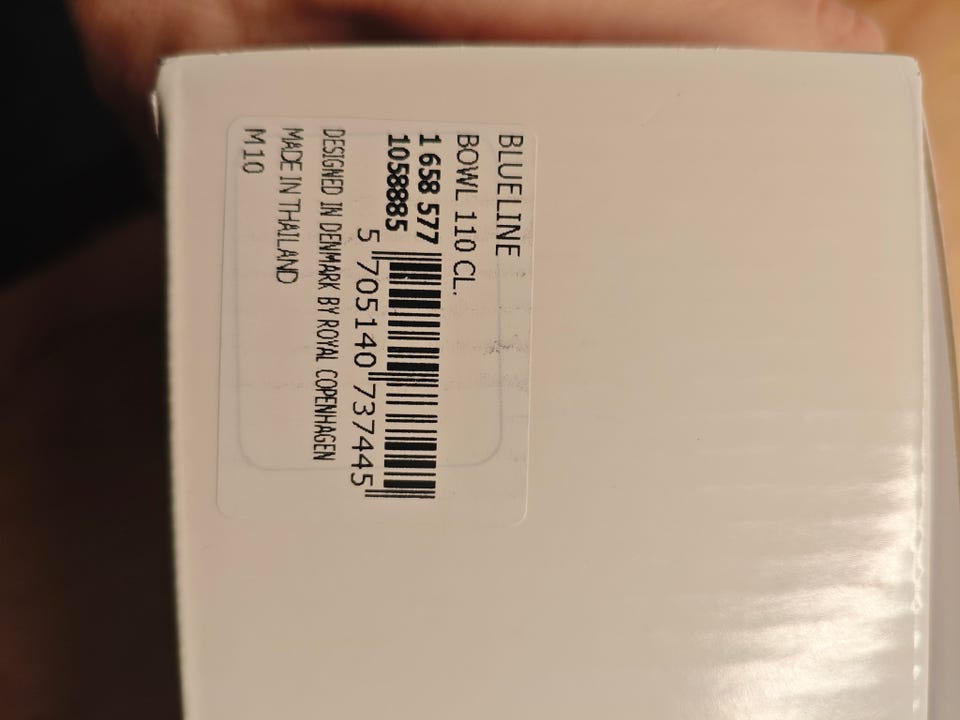 BLUELINE
BOWL 110 CL.
1 658 577
1058885
5 705140 737445
DESIGNED IN DENMARK BY ROYAL COPENHAGEN
MADE IN THAILAND
M10